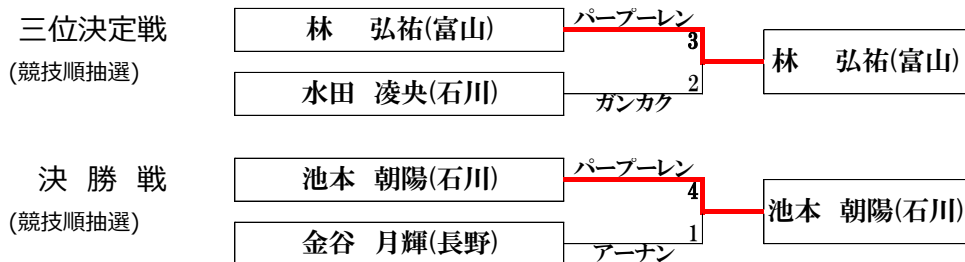 三位決定戦
(競技順抽選)
林 弘祐(富山)
パープーレン
3
林 弘祐(富山)
水田 凌央(石川)
2
ガンカク
決勝戦
(競技順抽選)
池本 朝陽(石川)
パープーレン
4
池本 朝陽(石川)
金谷 月輝(長野)
1
アーナン